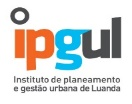 ipgul
Instituto de planeamento
e gestão urbana de Luanda